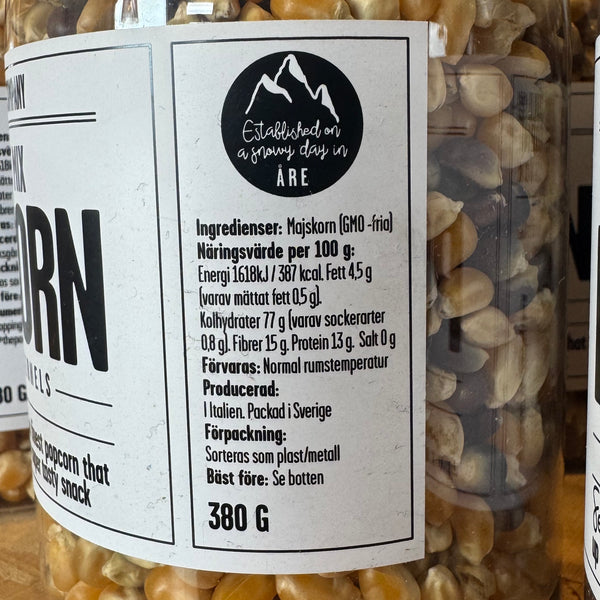 Established on
a snowy day in
ÅRE
Ingredienser: Majskorn (GMO -fria)
Näringsvärde per 100 g:
Energi 1618kJ / 387 kcal. Fett 4,5 g
(varav mättat fett 0,5 g).
Kolhydrater 77 g (varav sockerarter
0,8 g). Fibrer 15 g. Protein 13 g. Salt 0 g
Förvaras: Normal rumstemperatur
Producerad:
I Italien. Packad i Sverige
Förpackning:
Sorteras som plast/metall
Bäst före: Se botten
380 G
popcorn that
tasty snack